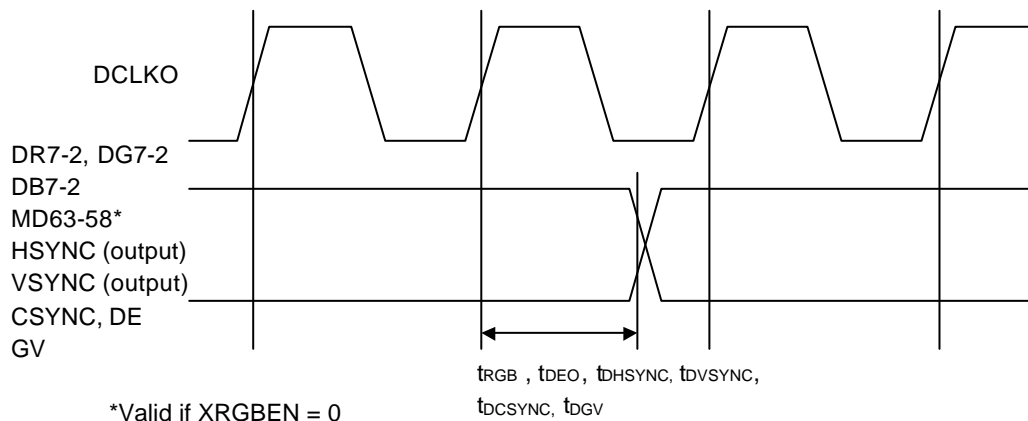 DCLKO
DR7-2, DG7-2
DB7-2
MD63-58*
HSYNC (output)
VSYNC (output)
CSYNC, DE
GV
tRGB , tDEO, tDHSYNC, tDVSYNC,
tDCSYNC, tDGV
*Valid if XRGBEN = 0